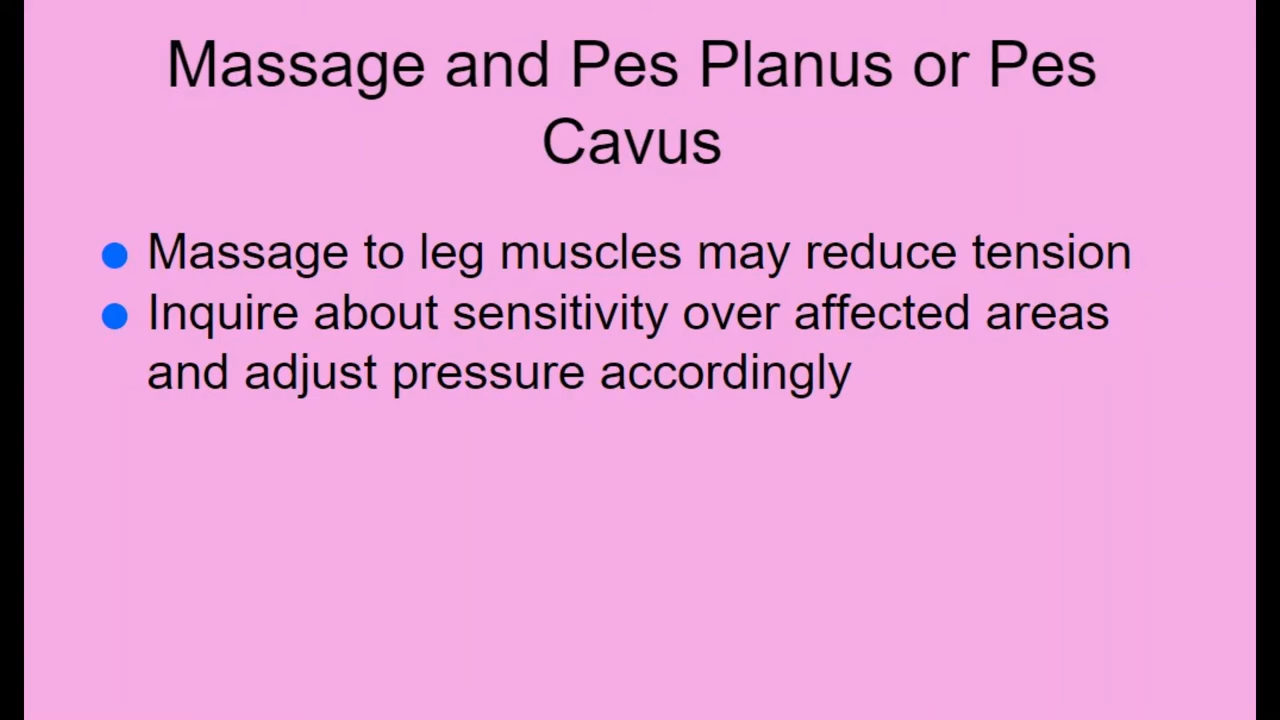 Massage and Pes Planus or Pes
Cavus
● Massage to leg muscles may reduce tension
● Inquire about sensitivity over affected areas
and adjust pressure accordingly